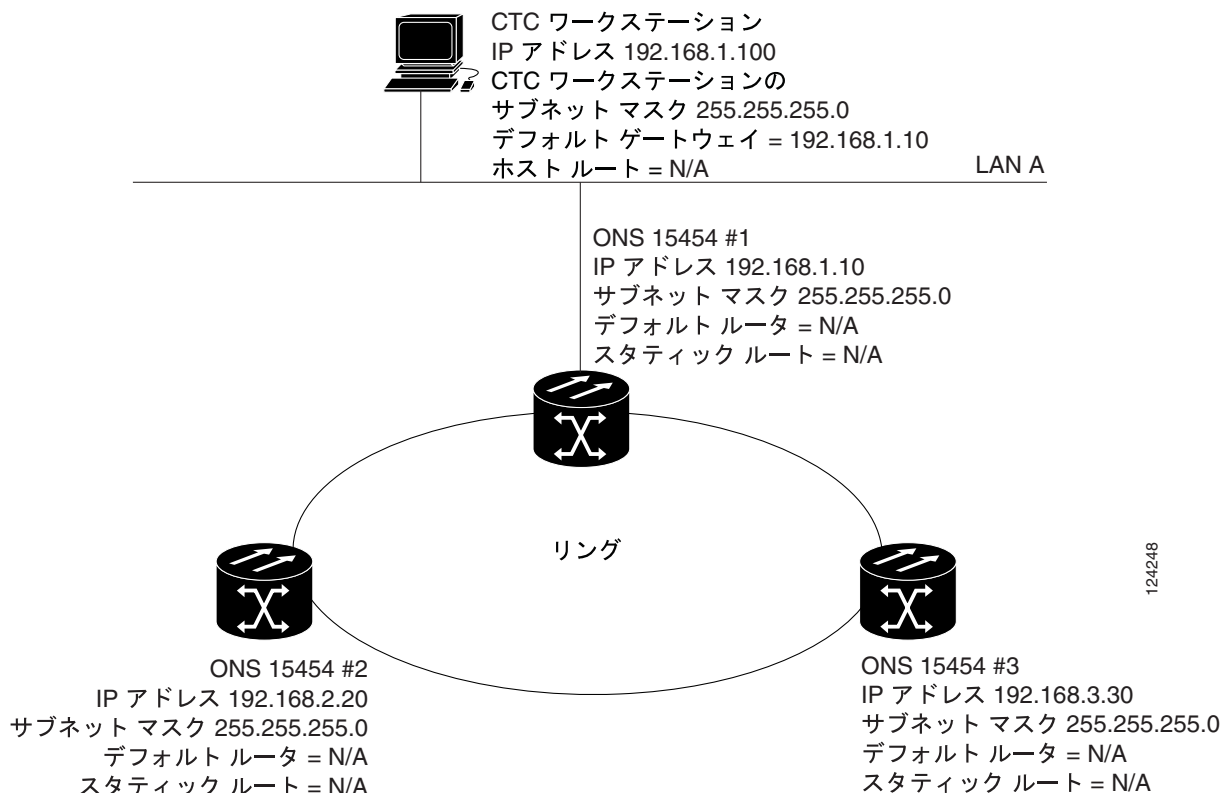 CTC ワークステーション
IP アドレス 192.168.1.100
CTC ワークステーションの
サブネット マスク 255.255.255.0
デフォルト ゲートウェイ = 192.168.1.10
ホスト ルート = N/A
LAN A
ONS 15454 #1
IP アドレス 192.168.1.10
サブネット マスク 255.255.255.0
デフォルト ルータ = N/A
スタティック ルート = N/A
リング
124248
ONS 15454 #2
IP アドレス 192.168.2.20
サブネット マスク 255.255.255.0
デフォルト ルータ = N/A
スタティック ルート = N/A
ONS 15454 #3
IP アドレス 192.168.3.30
サブネット マスク 255.255.255.0
デフォルト ルータ = N/A
スタティック ルート = N/A